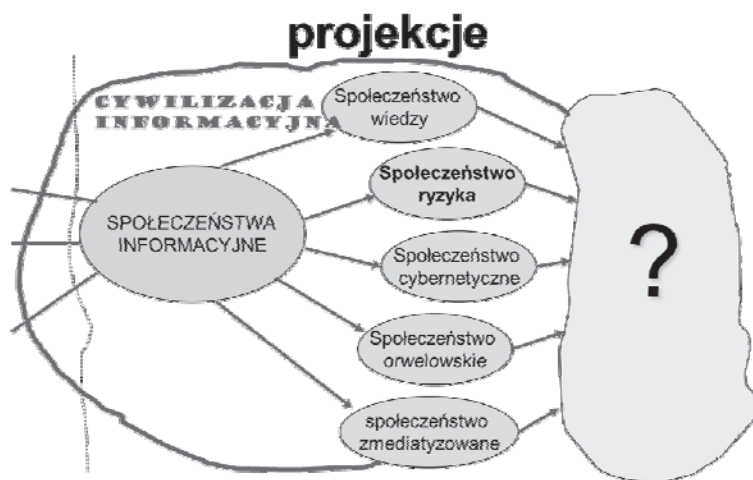 projekcje
CYWILIZACJA
INFORMACYJNA
Społeczeństwo
wiedzy
Społeczeństwo
ryzyka
SPOŁECZEŃSTWA
INFORMACYJNE
Społeczeństwo
cybernetyczne
Społeczeństwo
orwelowskie
społeczeństwo
zmediatyzowane
?